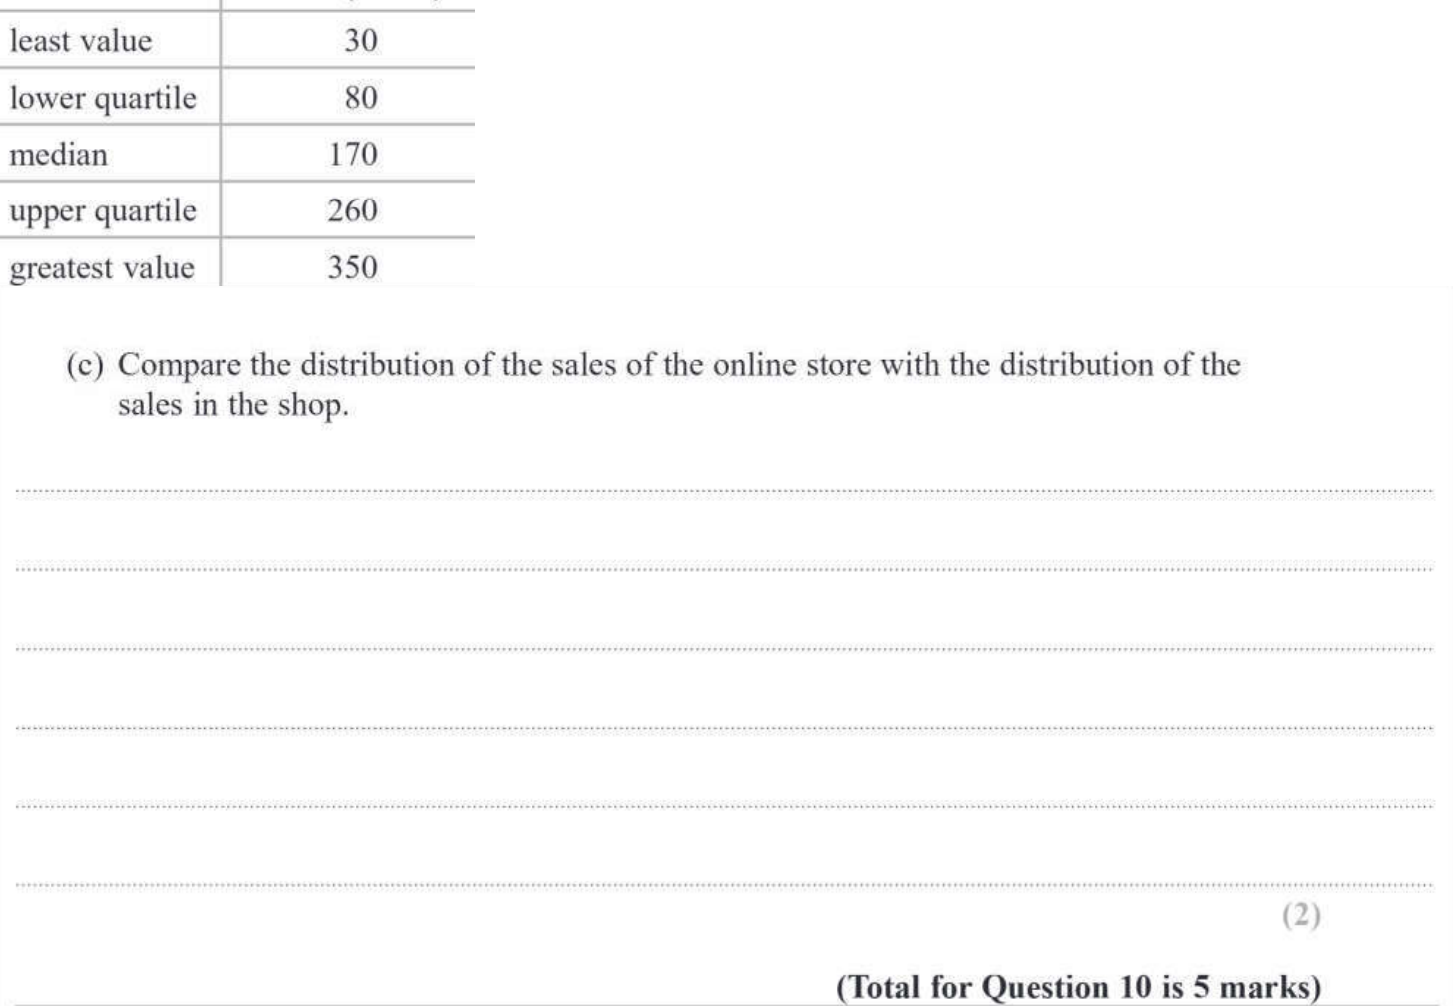 least value 30
lower quartile 80
median 170
upper quartile 260
greatest value 350
(c) Compare the distribution of the sales of the online store with the distribution of the
sales in the shop.
(2)
(Total for Question 10 is 5 marks)